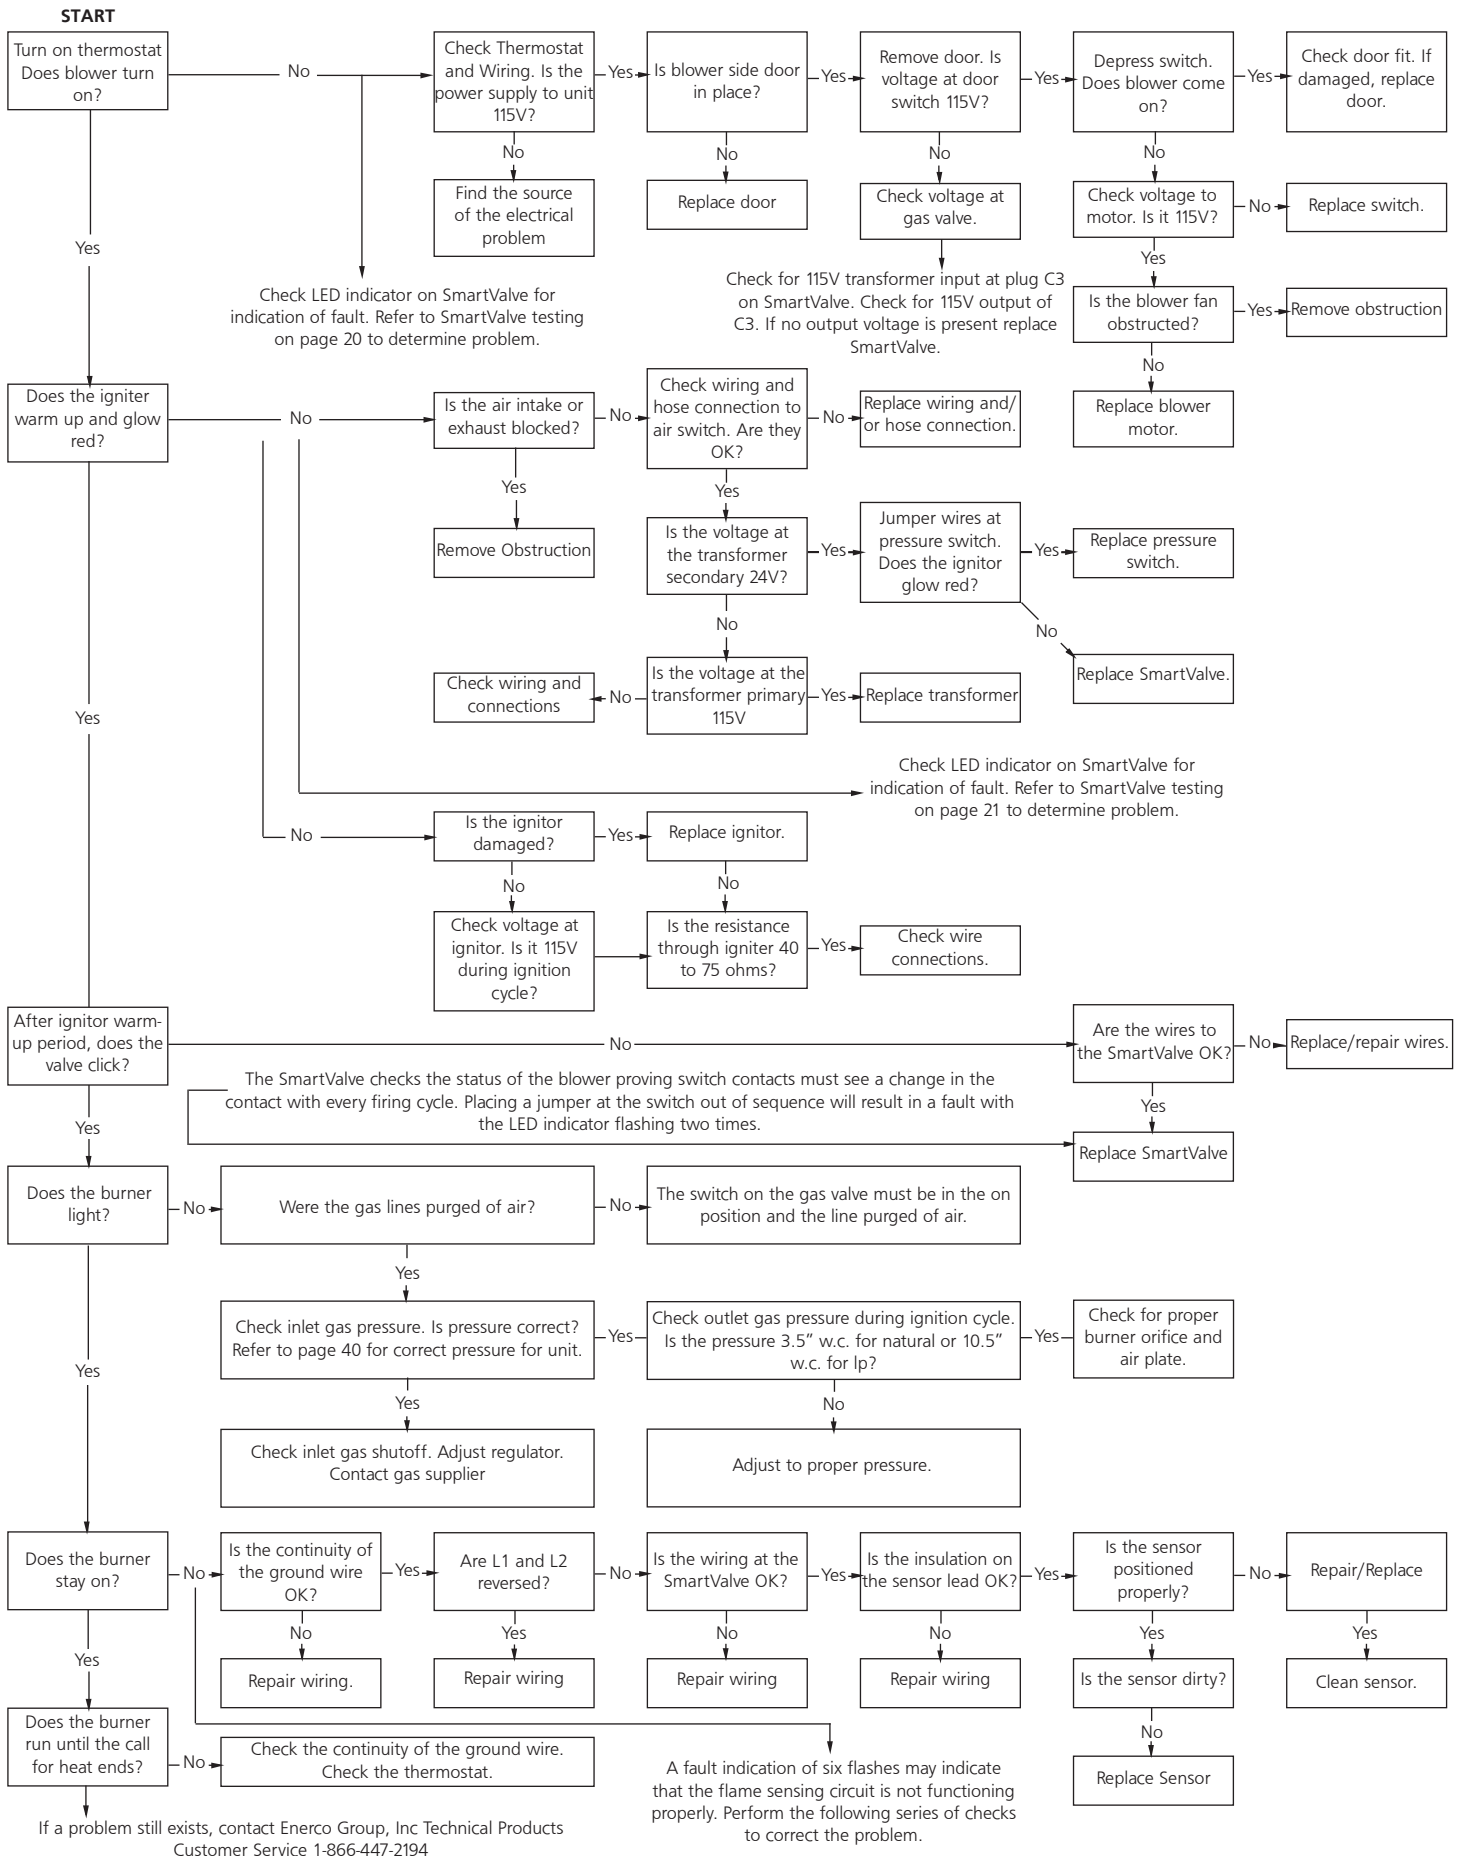 START
Turn on thermostat
Does blower turn
on?
No
Check Thermostat
and Wiring. Is the
power supply to unit
115V?
Yes
Is blower side door
in place?
Yes
Remove door. Is
voltage at door
switch 115V?
Yes
Depress switch.
Does blower come
on?
Yes
Check door fit. If
damaged, replace
door.
No
No
No
No
Find the source
of the electrical
problem
Replace door
Check voltage at
gas valve.
Check voltage to
motor. Is it 115V?
No
Replace switch.
Yes
Yes
Check LED indicator on SmartValve for
indication of fault. Refer to SmartValve testing
on page 20 to determine problem.
Check for 115V transformer input at plug C3
on SmartValve. Check for 115V output of
C3. If no output voltage is present replace
SmartValve.
Is the blower fan
obstructed?
Yes
Remove obstruction
No
Replace blower
motor.
Does the igniter
warm up and glow
red?
No
Is the air intake or
exhaust blocked?
No
Check wiring and
hose connection to
air switch. Are they
OK?
No
Replace wiring and/
or hose connection.
Yes
Yes
Remove Obstruction
Is the voltage at
the transformer
secondary 24V?
Yes
Jumper wires at
pressure switch.
Does the ignitor
glow red?
Yes
Replace pressure
switch.
No
No
Check wiring and
connections
No
Is the voltage at the
transformer primary
115V
Yes
Replace transformer
Replace SmartValve.
Yes
Check LED indicator on SmartValve for
indication of fault. Refer to SmartValve testing
on page 21 to determine problem.
No
Is the ignitor
damaged?
Yes
Replace ignitor.
No
No
Check voltage at
ignitor. Is it 115V
during ignition
cycle?
Is the resistance
through igniter 40
to 75 ohms?
Yes
Check wire
connections.
After ignitor warm-
up period, does the
valve click?
No
Are the wires to
the SmartValve OK?
No
Replace/repair wires.
The SmartValve checks the status of the blower proving switch contacts must see a change in the
contact with every firing cycle. Placing a jumper at the switch out of sequence will result in a fault with
the LED indicator flashing two times.
Yes
Yes
Replace SmartValve
Does the burner
light?
No
Were the gas lines purged of air?
No
The switch on the gas valve must be in the on
position and the line purged of air.
Yes
Check inlet gas pressure. Is pressure correct?
Refer to page 40 for correct pressure for unit.
Yes
Check outlet gas pressure during ignition cycle.
Is the pressure 3.5” w.c. for natural or 10.5”
w.c. for lp?
Yes
Check for proper
burner orifice and
air plate.
Yes
Yes
No
Check inlet gas shutoff. Adjust regulator.
Contact gas supplier
Adjust to proper pressure.
Does the burner
stay on?
No
Is the continuity of
the ground wire
OK?
Yes
Are L1 and L2
reversed?
No
Is the wiring at the
SmartValve OK?
Yes
Is the insulation on
the sensor lead OK?
Yes
Is the sensor
positioned
properly?
No
Repair/Replace
Yes
No
Yes
No
No
Yes
Yes
Repair wiring.
Repair wiring
Repair wiring
Repair wiring
Is the sensor dirty?
Clean sensor.
Does the burner
run until the call
for heat ends?
No
Check the continuity of the ground wire.
Check the thermostat.
No
Replace Sensor
A fault indication of six flashes may indicate
that the flame sensing circuit is not functioning
properly. Perform the following series of checks
to correct the problem.
If a problem still exists, contact Enerco Group, Inc Technical Products
Customer Service 1-866-447-2194